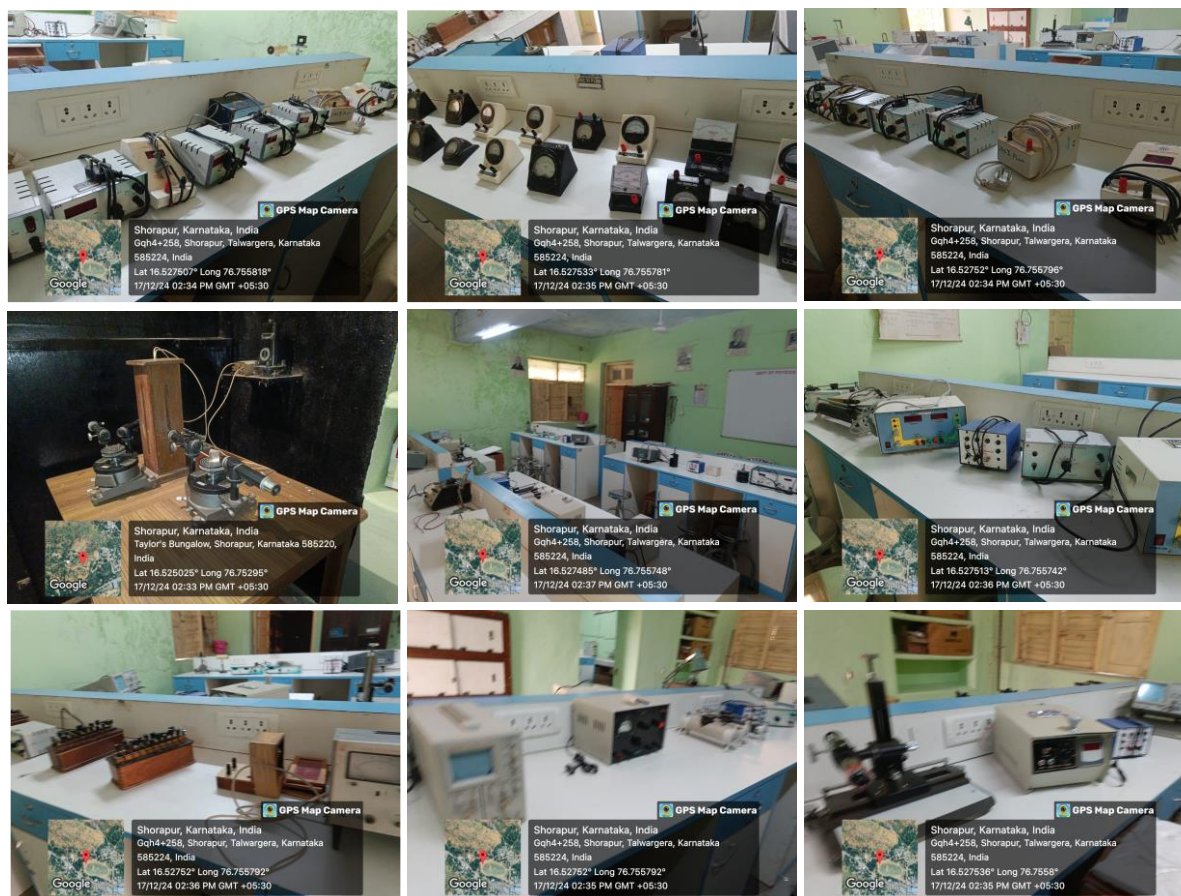 GPS Map Camera
Shorapur, Karnataka, India
Gqh4+258, Shorapur, Talwargera, Karnataka
585224, India
Lat 16.527507° Long 76.755818°
17/12/24 02:34 PM GMT +05:30
Google
GPS Map Camera
Shorapur, Karnataka, India
Gqh4+258, Shorapur, Talwargera, Karnataka
585224, India
Lat 16.527533° Long 76.755781°
17/12/24 02:35 PM GMT +05:30
Google
GPS Map Camera
Shorapur, Karnataka, India
Gqh4+258, Shorapur, Talwargera, Karnataka
585224, India
Lat 16.52752° Long 76.755796°
17/12/24 02:34 PM GMT +05:30
Google
GPS Map Camera
Shorapur, Karnataka, India
Taylor's Bungalow, Shorapur, Karnataka 585220,
India
Lat 16.525025° Long 76.75295°
17/12/24 02:33 PM GMT +05:30
Google
GPS Map Camera
Shorapur, Karnataka, India
Gqh4+258, Shorapur, Talwargera, Karnataka
585224, India
Lat 16.527485° Long 76.755748°
17/12/24 02:37 PM GMT +05:30
Google
GPS Map Camera
Shorapur, Karnataka, India
Gqh4+258, Shorapur, Talwargera, Karnataka
585224, India
Lat 16.527513° Long 76.755742°
17/12/24 02:36 PM GMT +05:30
Google
GPS Map Camera
Shorapur, Karnataka, India
Gqh4+258, Shorapur, Talwargera, Karnataka
585224, India
Lat 16.52752° Long 76.755792°
17/12/24 02:36 PM GMT +05:30
Google
GPS Map Camera
Shorapur, Karnataka, India
Gqh4+258, Shorapur, Talwargera, Karnataka
585224, India
Lat 16.52752° Long 76.755792°
17/12/24 02:35 PM GMT +05:30
Google
GPS Map Camera
Shorapur, Karnataka, India
Gqh4+258, Shorapur, Talwargera, Karnataka
585224, India
Lat 16.527536° Long 76.7558°
17/12/24 02:35 PM GMT +05:30
Google